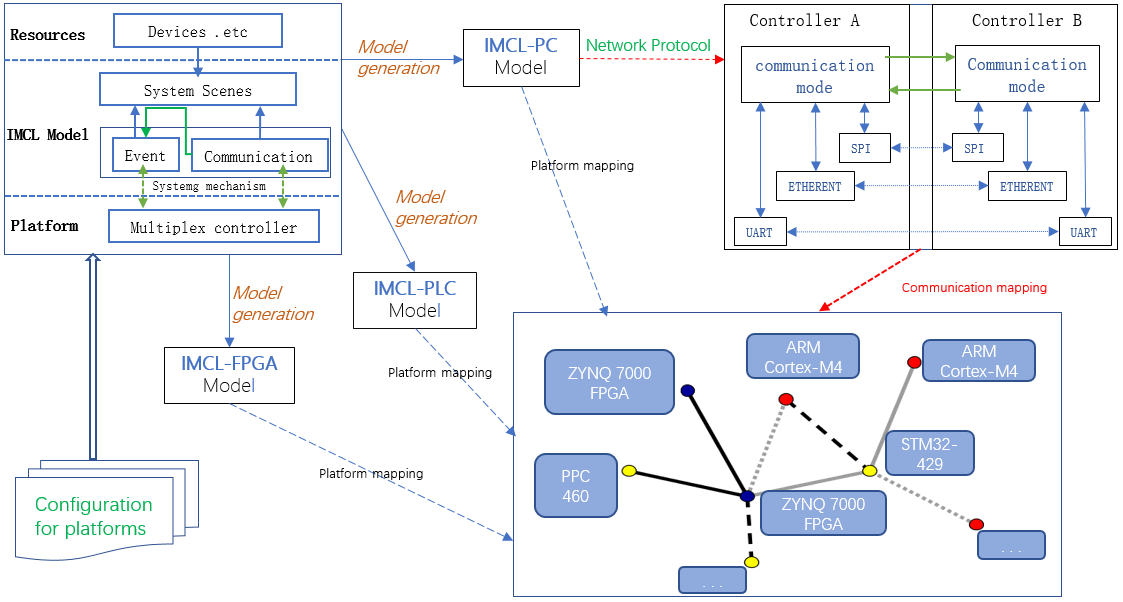 Resources
Devices .etc
System Scenes
IMCL Model
Event
Communication
Systemg mechanism
Platform
Multiplex controller
Configuration
for platforms
Model
generation
IMCL-PC
Model
Network Protocol
Model
generation
IMCL-PLC
Model
Model
generation
IMCL-FPGA
Model
Platform mapping
Platform mapping
Platform mapping
Controller A
communication
mode
SPI
ETHERENT
UART
Controller B
Communication
mode
SPI
ETHERENT
UART
Communication mapping
ZYNQ 7000
FPGA
ARM
Cortex-M4
ARM
Cortex-M4
PPC
460
STM32-
429
ZYNQ 7000
FPGA
...
...